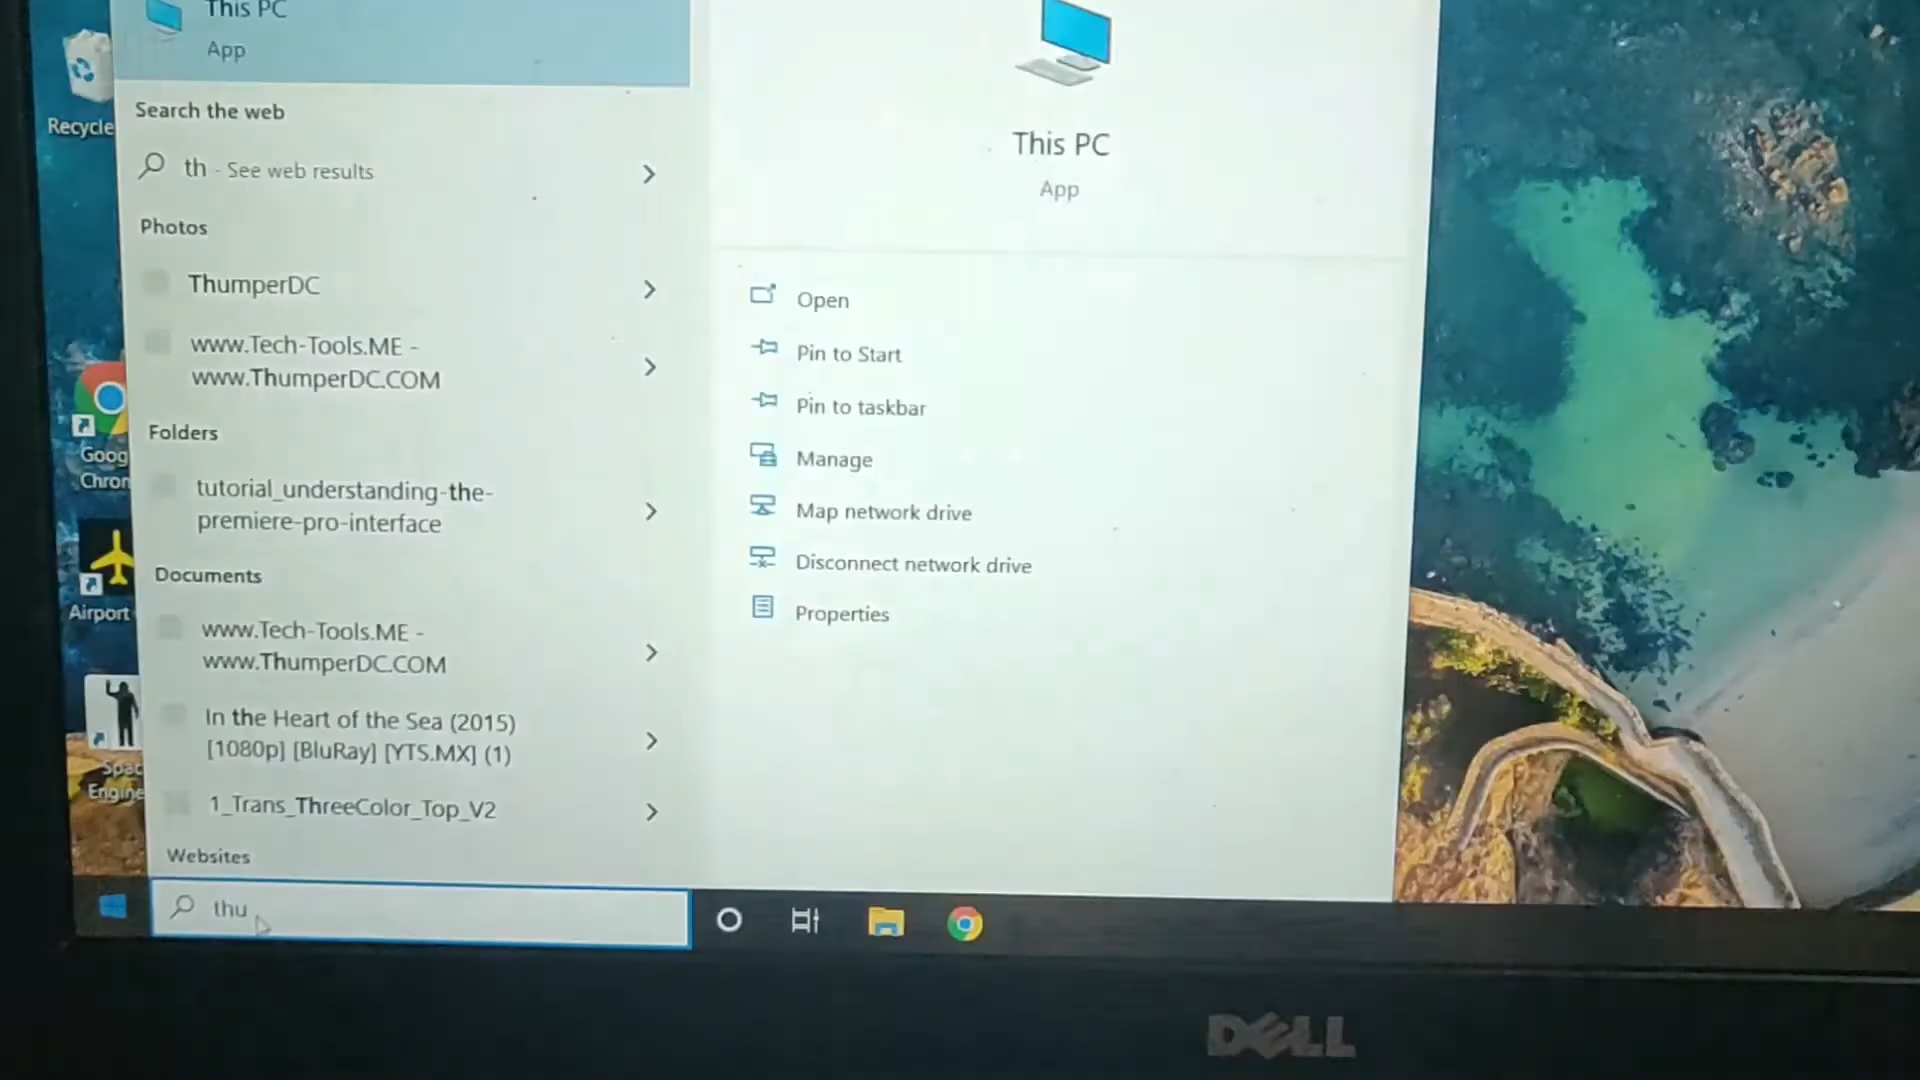 This PC
App
Recycle
Search the web
th - See web results
Photos
ThumperDC
www.Tech-Tools.ME -
www.ThumperDC.COM
Folders
tutorial_understanding-the-
premiere-pro-interface
Documents
www.Tech-Tools.ME -
www.ThumperDC.COM
In the Heart of the Sea (2015)
[1080p] [BluRay] [YTS.MX] (1)
1_Trans_ThreeColor_Top_V2
Websites
thu
Goog
Chron
Airport
Spac
Engine
This PC
App
Open
Pin to Start
Pin to taskbar
Manage
Map network drive
Disconnect network drive
Properties
DELL